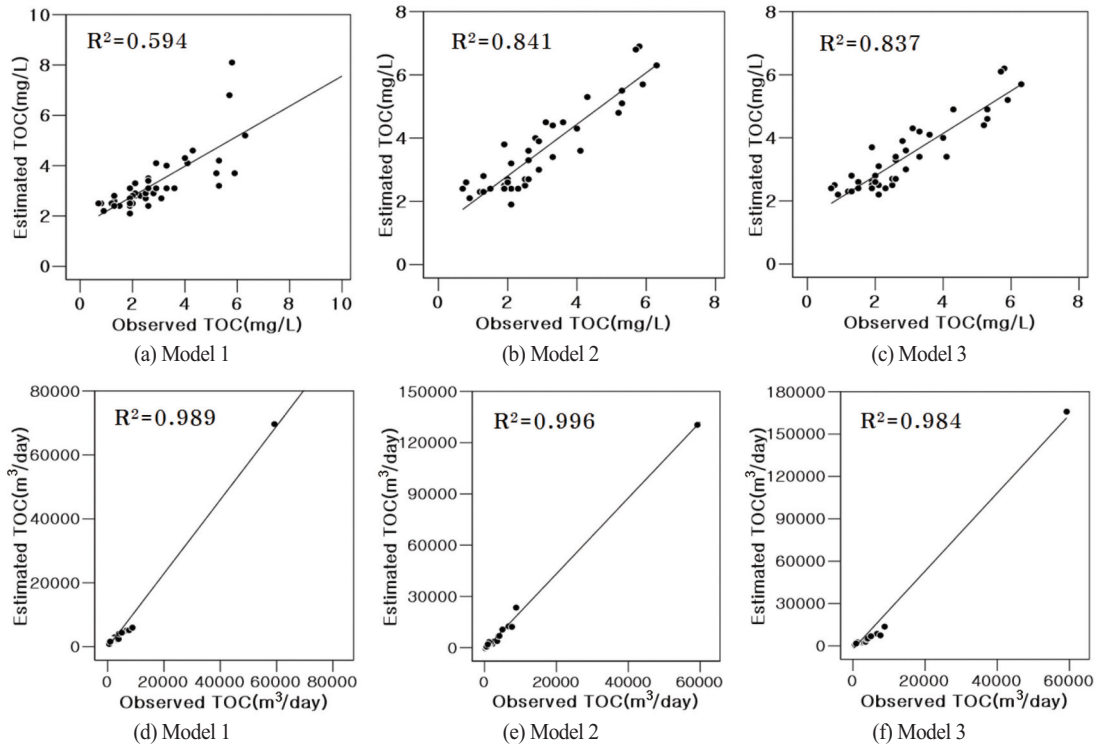 R²=0.594
Estimated TOC(mg/L)
10
8
6
4
2
0
0 2 4 6 8 10
Observed TOC(mg/L)
(a) Model 1
R²=0.841
Estimated TOC(mg/L)
8
6
4
2
0
0 2 4 6 8
Observed TOC(mg/L)
(b) Model 2
R²=0.837
Estimated TOC(mg/L)
8
6
4
2
0
0 2 4 6 8
Observed TOC(mg/L)
(c) Model 3
R²=0.989
Estimated TOC(m³/day)
80000
60000
40000
20000
0
0 20000 40000 60000 80000
Observed TOC(m³/day)
(d) Model 1
R²=0.996
Estimated TOC(m³/day)
150000
120000
90000
60000
30000
0
0 20000 40000 60000
Observed TOC(m³/day)
(e) Model 2
R²=0.984
Estimated TOC(m³/day)
180000
150000
120000
90000
60000
30000
0
0 20000 40000 60000
Observed TOC(m³/day)
(f) Model 3